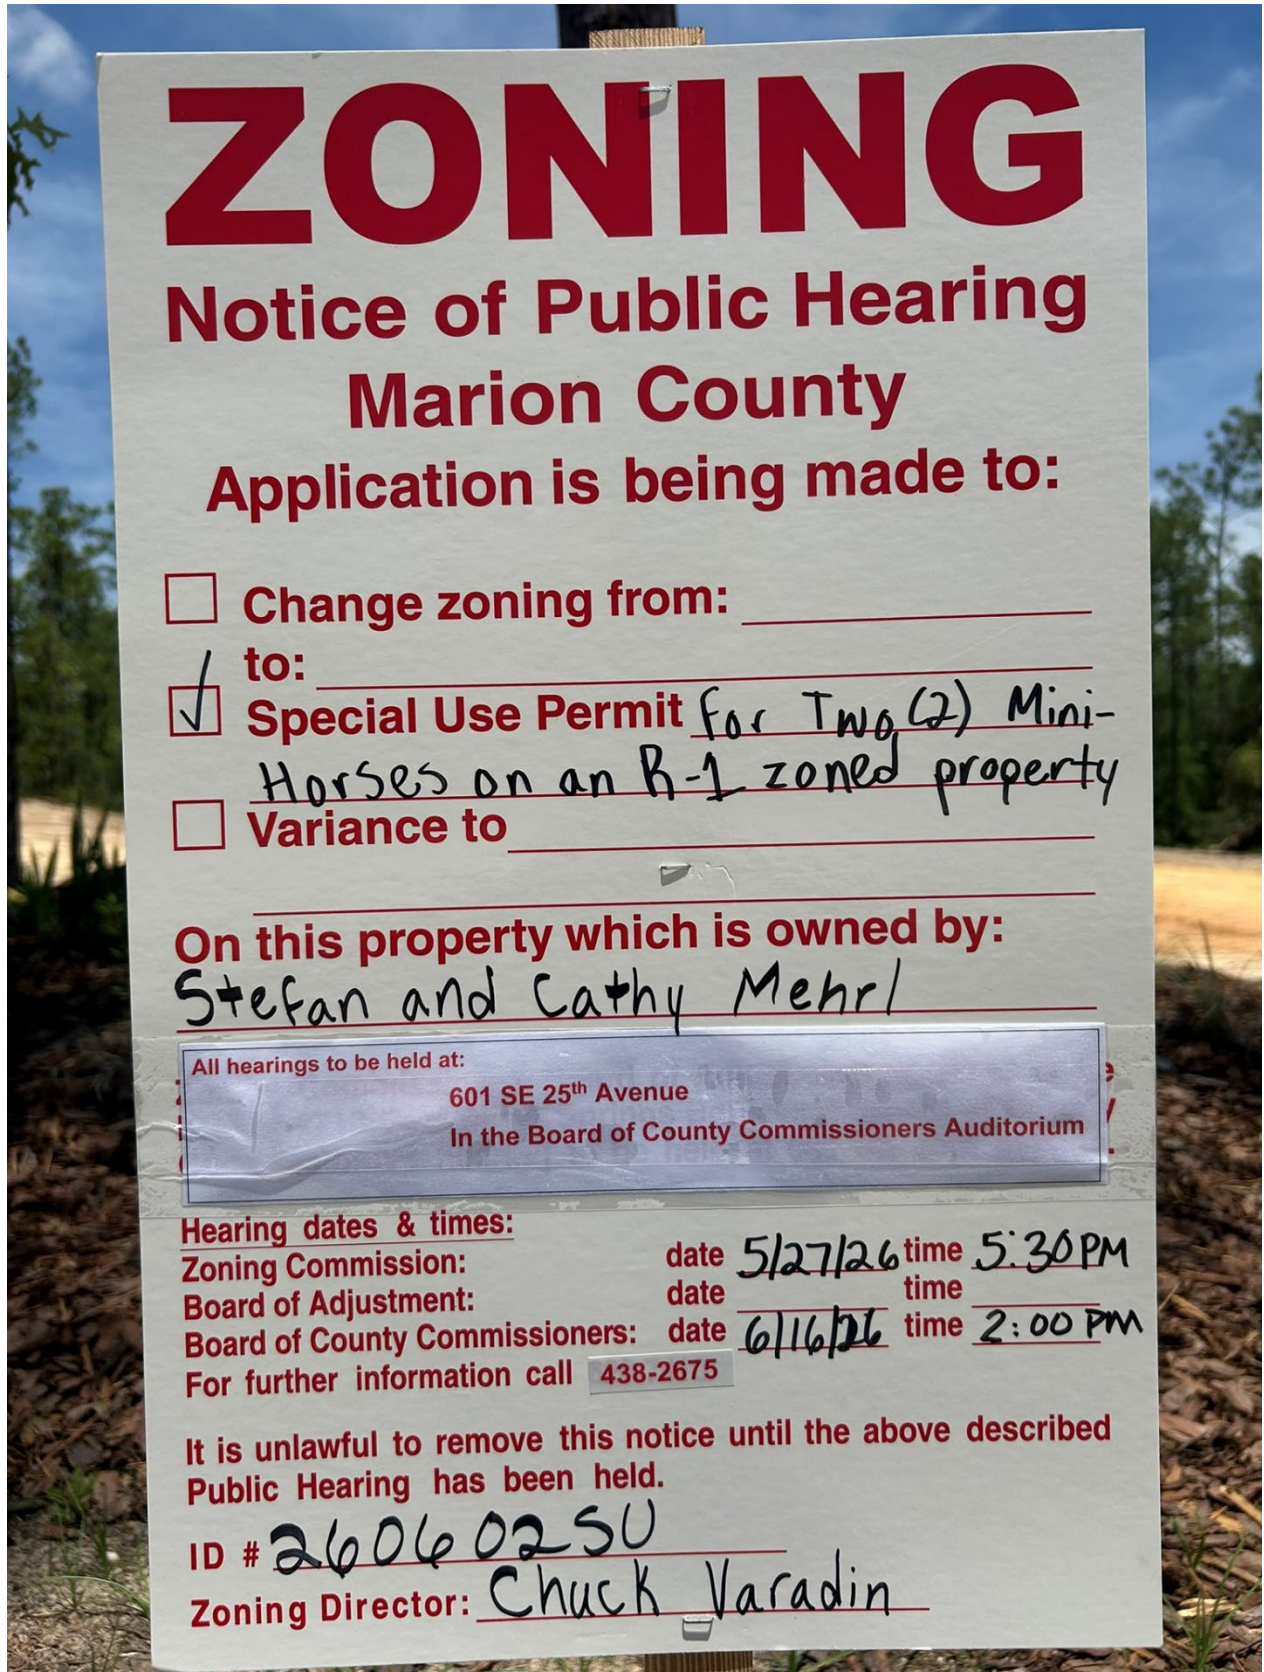 ZONING
Notice of Public Hearing
Marion County
Application is being made to:
Change zoning from:
to:
Special Use Permit for Two (2) Mini-
Horses on an R-1 zoned property
Variance to
On this property which is owned by:
Stefan and Cathy Mehrl
All hearings to be held at:
601 SE 25th Avenue
In the Board of County Commissioners Auditorium
Hearing dates & times:
Zoning Commission: date 5/27/26 time 5:30PM
Board of Adjustment: date time
Board of County Commissioners: date 6/16/26 time 2:00 PM
For further information call 438-2675
It is unlawful to remove this notice until the above described
Public Hearing has been held.
ID # 260602SU
Zoning Director: Chuck Varadin